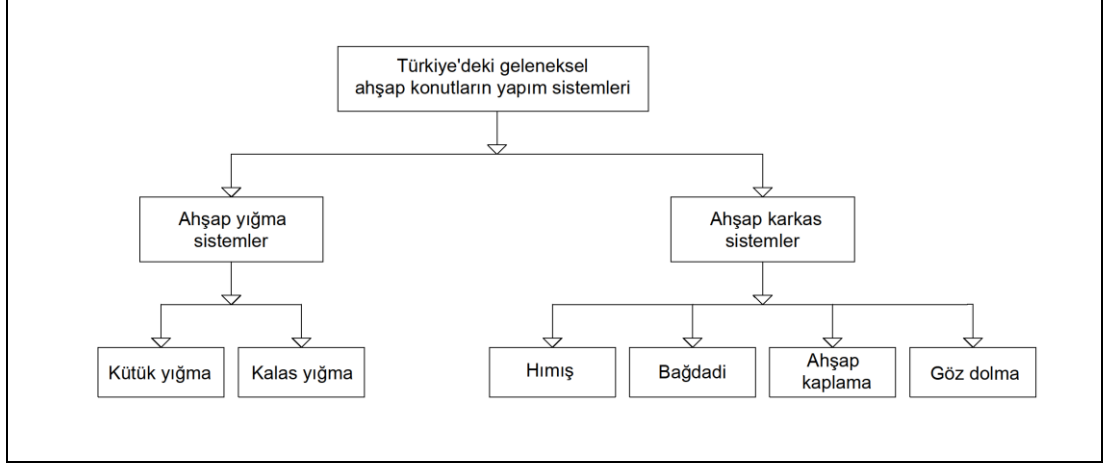 Türkiye'deki geleneksel
ahşap konutların yapım sistemleri
Ahşap yığma
sistemler
Ahşap karkas
sistemler
Kütük yığma
Kalas yığma
Hımış
Bağdadi
Ahşap
kaplama
Göz dolma